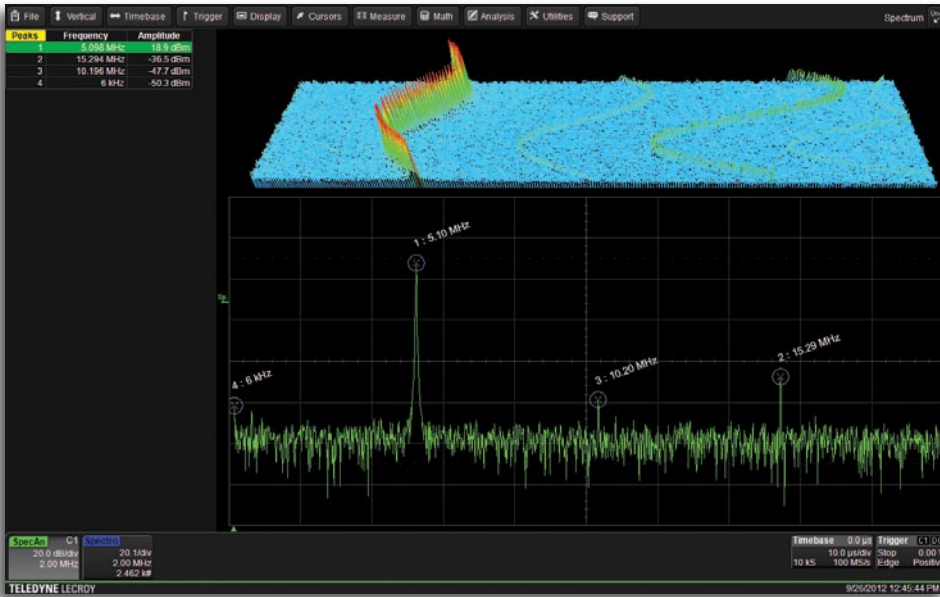 File Vertical Timebase Trigger Display Cursors Measure Math Analysis Utilities Support Spectrum
Peaks Frequency Amplitude
1 5.098 MHz 18.9 dBm
2 15.294 MHz -36.5 dBm
3 10.196 MHz -47.7 dBm
4 6 kHz -50.3 dBm
1 : 5.10 MHz
2 : 15.29 MHz
3 : 10.20 MHz
4 : 6 kHz
SpecAn C1
20.0 dB/div
2.00 MHz
Spectro
20.1/div
2.00 MHz
2.462 k#
Timebase 0.0 µs
10.0 µs/div
10 kS 100 MS/s
Trigger C1
Stop 0.00
Edge Positiv
TELEDYNE LECROY
9/26/2012 12:45:44 PM